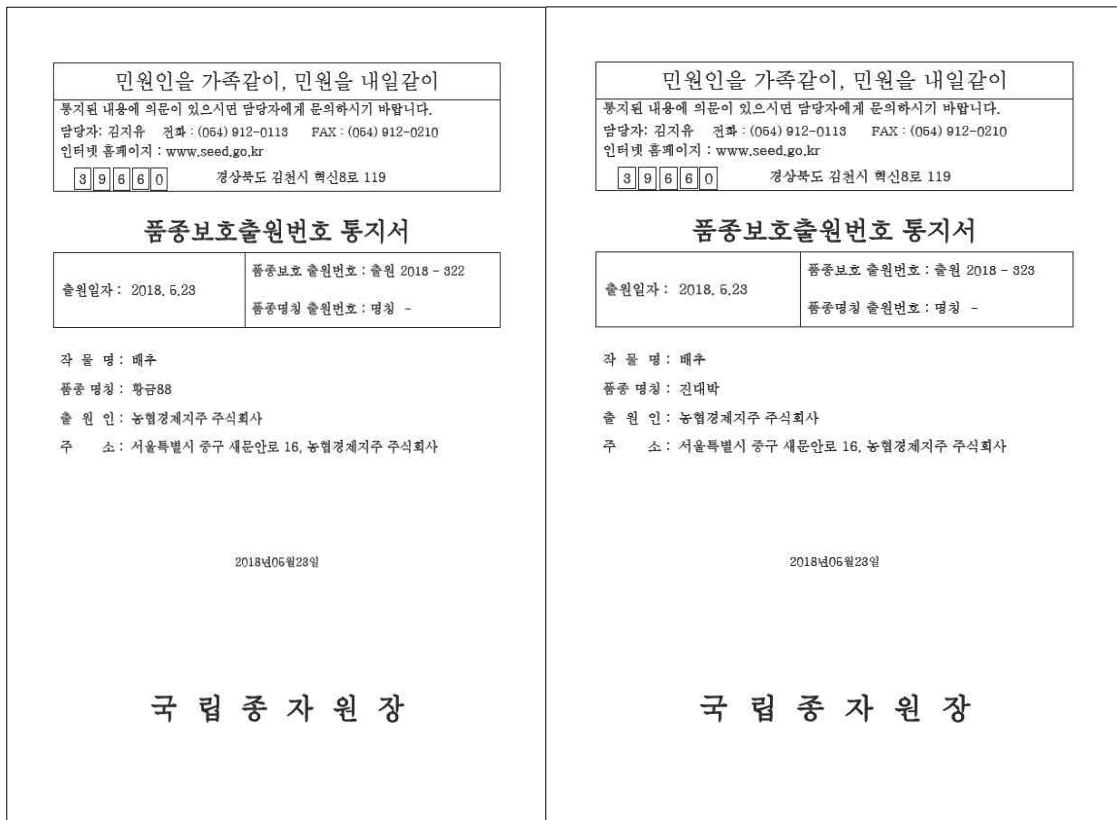 민원인을 가족같이, 민원을 내일같이
통지된 내용에 의문이 있으시면 담당자에게 문의하시기 바랍니다.
담당자: 김지유 전화 : (054) 912-0113 FAX : (054) 912-0210
인터넷 홈페이지 : www.seed.go.kr
3 9 6 6 0 경상북도 김천시 혁신8로 119
품종보호출원번호 통지서
출원일자 : 2018. 5.23
품종보호 출원번호 : 출원 2018 - 322
품종명칭 출원번호 : 명칭 -
작 물 명 : 배추
품종 명칭 : 황금88
출 원 인 : 농협경제지주 주식회사
주 소 : 서울특별시 중구 새문안로 16, 농협경제지주 주식회사
2018년05월23일
국 립 종 자 원 장
민원인을 가족같이, 민원을 내일같이
통지된 내용에 의문이 있으시면 담당자에게 문의하시기 바랍니다.
담당자: 김지유 전화 : (054) 912-0113 FAX : (054) 912-0210
인터넷 홈페이지 : www.seed.go.kr
3 9 6 6 0 경상북도 김천시 혁신8로 119
품종보호출원번호 통지서
출원일자 : 2018. 5.23
품종보호 출원번호 : 출원 2018 - 323
품종명칭 출원번호 : 명칭 -
작 물 명 : 배추
품종 명칭 : 진대박
출 원 인 : 농협경제지주 주식회사
주 소 : 서울특별시 중구 새문안로 16, 농협경제지주 주식회사
2018년05월23일
국 립 종 자 원 장